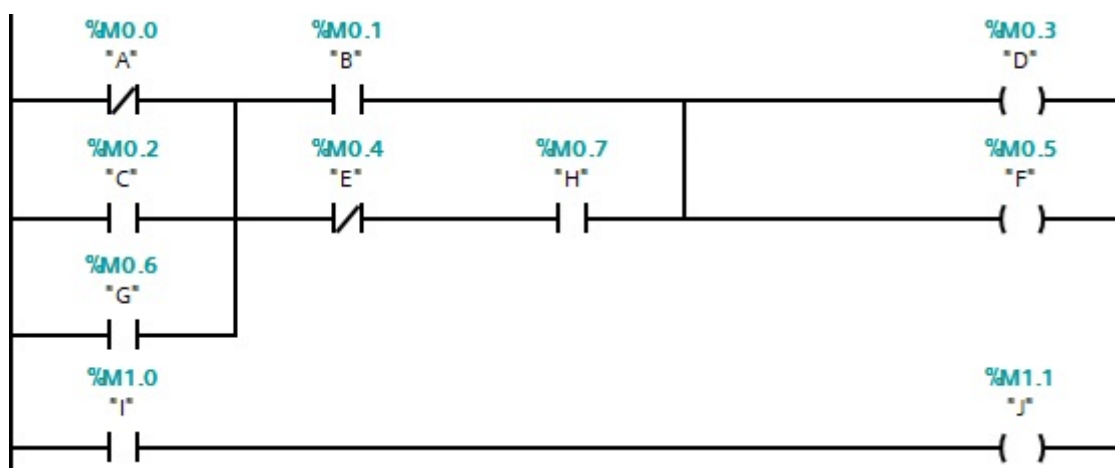 %M0.0 %M0.1 %M0.3
"A" "B" "D"
%M0.2 %M0.4 %M0.7 %M0.5
"C" "E" "H" "F"
%M0.6
"G"
%M1.0 %M1.1
"I" "J"